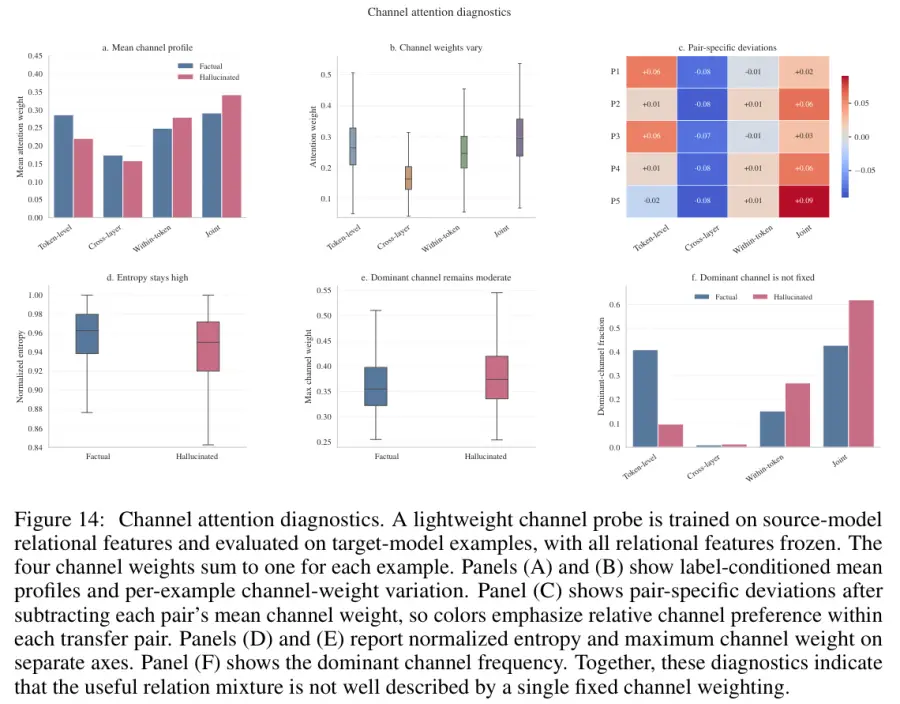 Channel attention diagnostics
a. Mean channel profile
Mean attention weight
0.45
0.40
0.35
0.30
0.25
0.20
0.15
0.10
0.05
0.00
Factual
Hallucinated
Token-level
Cross-layer
Within-token
Joint
b. Channel weights vary
Attention weight
0.5
0.4
0.3
0.2
0.1
Token-level
Cross-layer
Within-token
Joint
c. Pair-specific deviations
P1 +0.06 -0.08 -0.01 +0.02
P2 +0.01 -0.08 +0.01 +0.06
P3 +0.06 -0.07 -0.01 +0.03
P4 +0.01 -0.08 +0.01 +0.06
P5 -0.02 -0.08 +0.01 +0.09
Token-level
Cross-layer
Within-token
Joint
0.05
0.00
−0.05
d. Entropy stays high
Normalized entropy
1.00
0.98
0.96
0.94
0.92
0.90
0.88
0.86
0.84
Factual
Hallucinated
e. Dominant channel remains moderate
Max channel weight
0.55
0.50
0.45
0.40
0.35
0.30
0.25
Factual
Hallucinated
f. Dominant channel is not fixed
Dominant-channel fraction
0.6
0.5
0.4
0.3
0.2
0.1
0.0
Factual
Hallucinated
Token-level
Cross-layer
Within-token
Joint
Figure 14: Channel attention diagnostics. A lightweight channel probe is trained on source-model
relational features and evaluated on target-model examples, with all relational features frozen. The
four channel weights sum to one for each example. Panels (A) and (B) show label-conditioned mean
profiles and per-example channel-weight variation. Panel (C) shows pair-specific deviations after
subtracting each pair's mean channel weight, so colors emphasize relative channel preference within
each transfer pair. Panels (D) and (E) report normalized entropy and maximum channel weight on
separate axes. Panel (F) shows the dominant channel frequency. Together, these diagnostics indicate
that the useful relation mixture is not well described by a single fixed channel weighting.